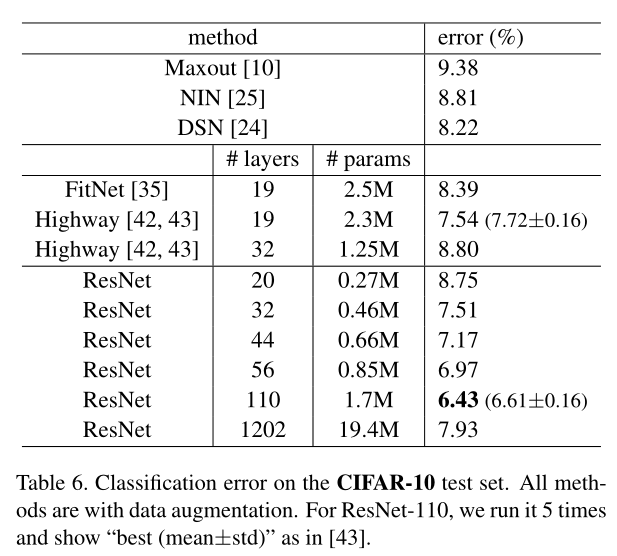 method error (%)
Maxout [10] 9.38
NIN [25] 8.81
DSN [24] 8.22
# layers # params
FitNet [35] 19 2.5M 8.39
Highway [42, 43] 19 2.3M 7.54 (7.72±0.16)
Highway [42, 43] 32 1.25M 8.80
ResNet 20 0.27M 8.75
ResNet 32 0.46M 7.51
ResNet 44 0.66M 7.17
ResNet 56 0.85M 6.97
ResNet 110 1.7M 6.43 (6.61±0.16)
ResNet 1202 19.4M 7.93
Table 6. Classification error on the CIFAR-10 test set. All meth-
ods are with data augmentation. For ResNet-110, we run it 5 times
and show “best (mean±std)” as in [43].